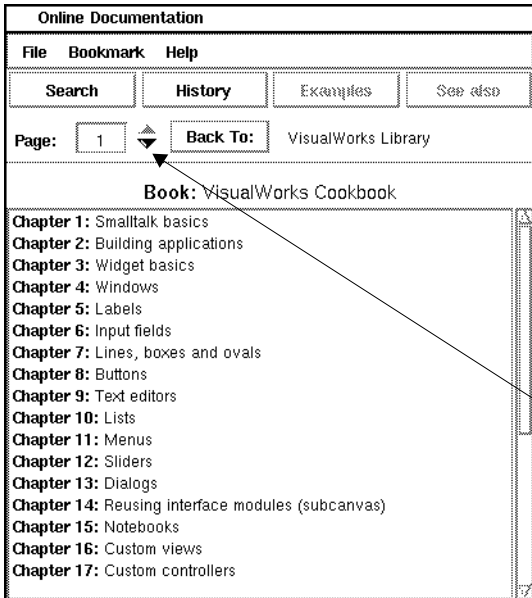 Online Documentation
File Bookmark Help
Search History Examples See also
Page: 1 Back To: VisualWorks Library
Book: VisualWorks Cookbook
Chapter 1: Smalltalk basics
Chapter 2: Building applications
Chapter 3: Widget basics
Chapter 4: Windows
Chapter 5: Labels
Chapter 6: Input fields
Chapter 7: Lines, boxes and ovals
Chapter 8: Buttons
Chapter 9: Text editors
Chapter 10: Lists
Chapter 11: Menus
Chapter 12: Sliders
Chapter 13: Dialogs
Chapter 14: Reusing interface modules (subcanvas)
Chapter 15: Notebooks
Chapter 16: Custom views
Chapter 17: Custom controllers